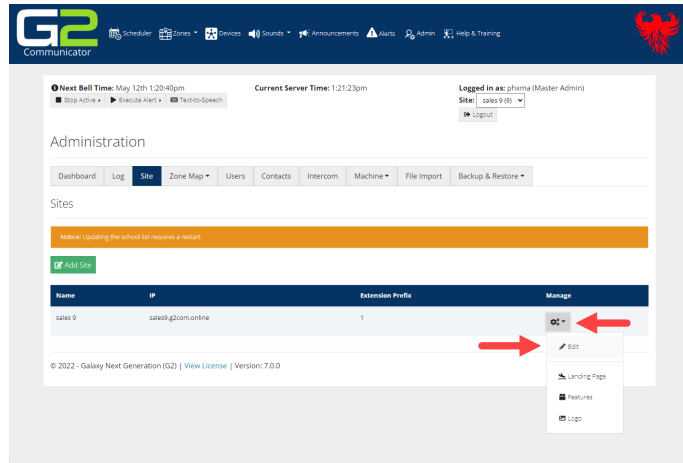 G2
Communicator
Scheduler Zones Devices Sounds Announcements Alerts Admin Help & Training
Next Bell Time: May 12th 1:20:40pm Current Server Time: 1:21:23pm Logged in as: phxma (Master Admin)
Stop Active Execute Alert Text-to-Speech Site: sales 9 (9)
Logout
Administration
Dashboard Log Site Zone Map Users Contacts Intercom Machine File Import Backup & Restore
Sites
Notice: Updating the school list requires a restart
Add Site
Name IP Extension Prefix Manage
sales 9 sales9.g2com.online 1
Edit
© 2022 - Galaxy Next Generation (G2) | View License | Version: 7.0.0
Landing Page
Features
Logo